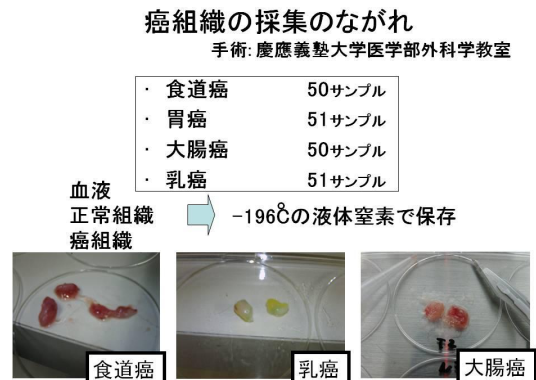 癌組織の採集のながれ
手術:慶應義塾大学医学部外科学教室
・ 食道癌 50サンプル
・ 胃癌 51サンプル
・ 大腸癌 50サンプル
・ 乳癌 51サンプル
血液
正常組織
癌組織
-196℃の液体窒素で保存
食道癌
乳癌
大腸癌